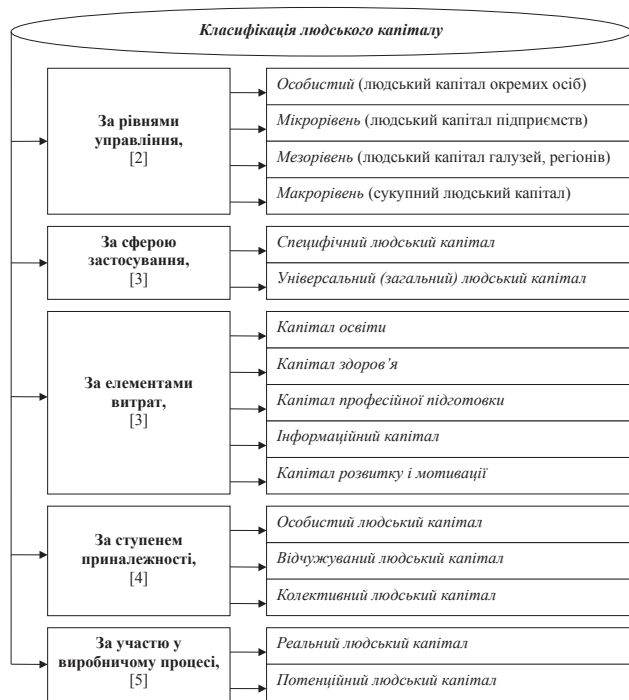 Класифікація людського капіталу
За рівнями
управління,
[2]
Особистий (людський капітал окремих осіб)
Мікрорівень (людський капітал підприємств)
Мезорівень (людський капітал галузей, регіонів)
Макрорівень (сукупний людський капітал)
За сферою
застосування,
[3]
Специфічний людський капітал
Універсальний (загальний) людський капітал
За елементами
витрат,
[3]
Капітал освіти
Капітал здоров’я
Капітал професійної підготовки
Інформаційний капітал
Капітал розвитку і мотивації
За ступенем
приналежності,
[4]
Особистий людський капітал
Відчужуваний людський капітал
Колективний людський капітал
За участю у
виробничому процесі,
[5]
Реальний людський капітал
Потенційний людський капітал